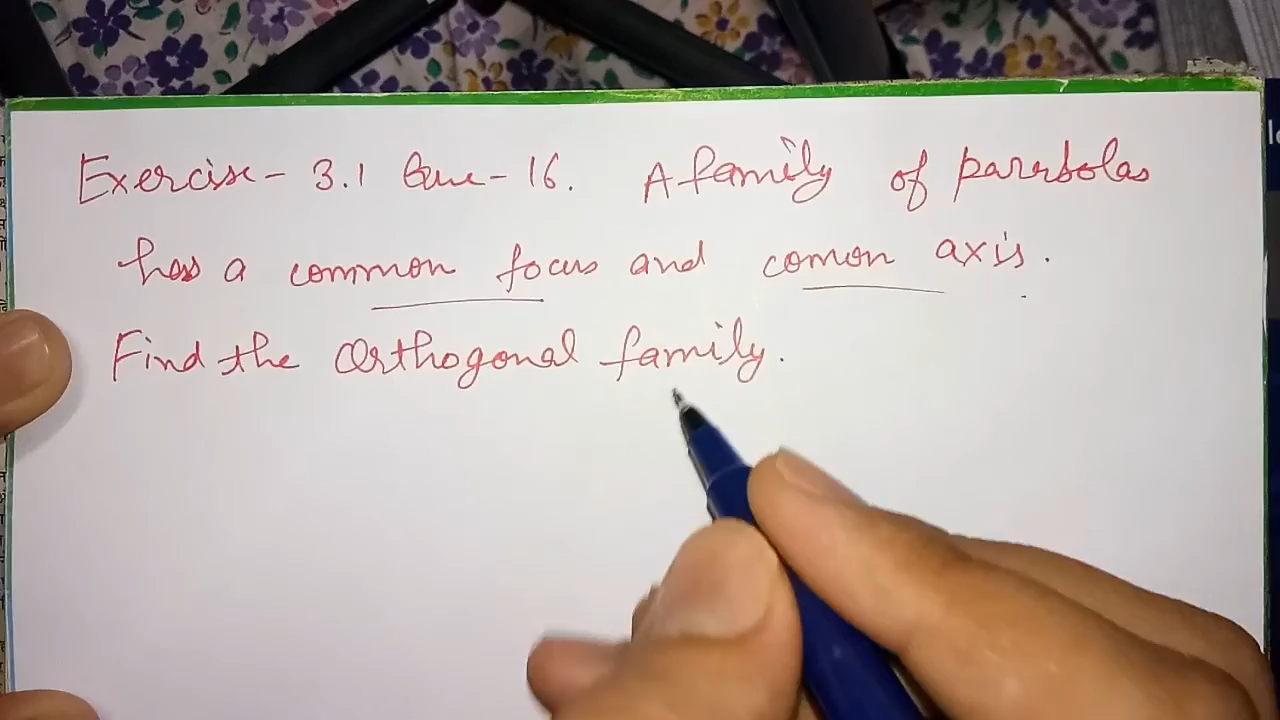 Exercise - 3.1 Que - 16. A family of parabolas
has a common focus and comon axis.
Find the Orthogonal family.